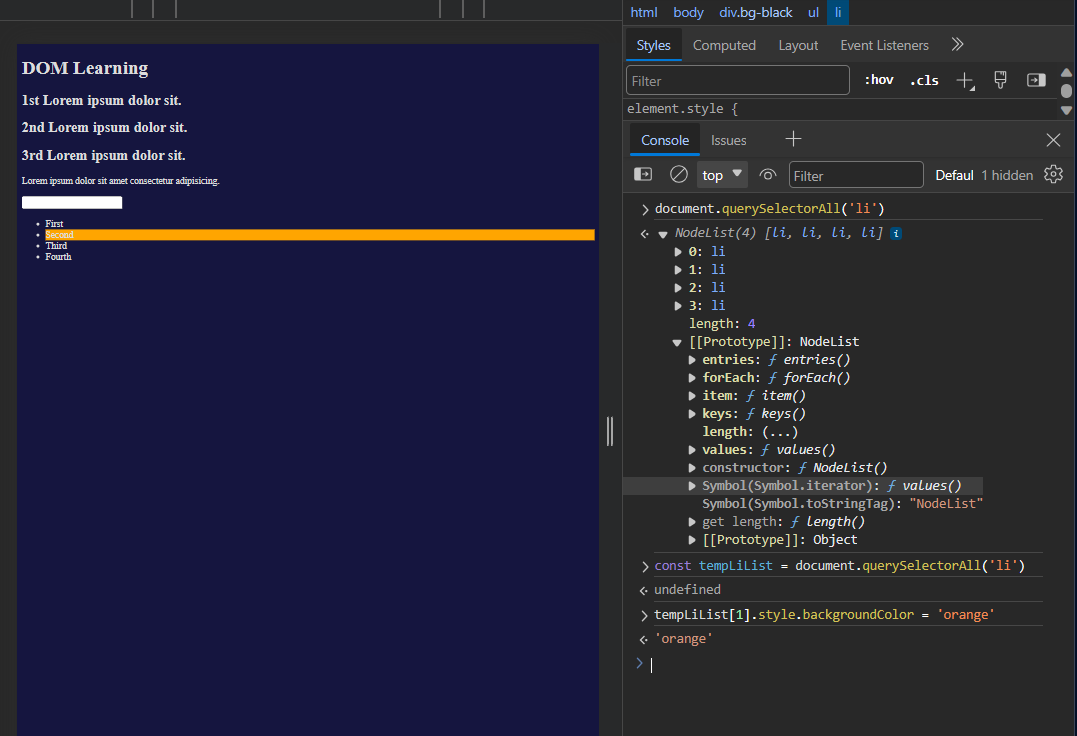 DOM Learning
1st Lorem ipsum dolor sit.
2nd Lorem ipsum dolor sit.
3rd Lorem ipsum dolor sit.
Lorem ipsum dolor sit amet consectetur adipisicing.
• First
• Second
• Third
• Fourth
html body div.bg-black ul li
Styles Computed Layout Event Listeners
Filter :hov .cls
element.style {
Console Issues
top Filter Defaul 1 hidden
document.querySelectorAll('li')
NodeList(4) [li, li, li, li] i
0: li
1: li
2: li
3: li
length: 4
[[Prototype]]: NodeList
entries: ƒ entries()
forEach: ƒ forEach()
item: ƒ item()
keys: ƒ keys()
length: (...)
values: ƒ values()
constructor: ƒ NodeList()
Symbol(Symbol.iterator): ƒ values()
Symbol(Symbol.toStringTag): "NodeList"
get length: ƒ length()
[[Prototype]]: Object
const tempLiList = document.querySelectorAll('li')
undefined
tempLiList[1].style.backgroundColor = 'orange'
'orange'